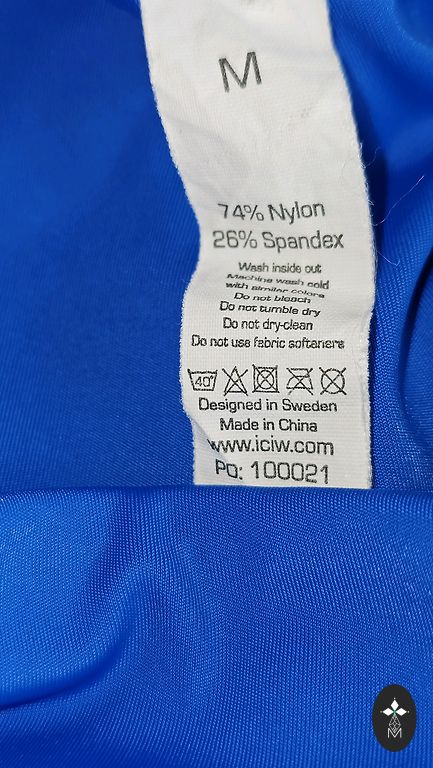 M
74% Nylon
26% Spandex
Wash inside out
Machine wash cold
with similar colors
Do not bleach
Do not tumble dry
Do not dry-clean
Do not use fabric softeners
40°
Designed in Sweden
Made in China
www.iciw.com
PO: 100021
M